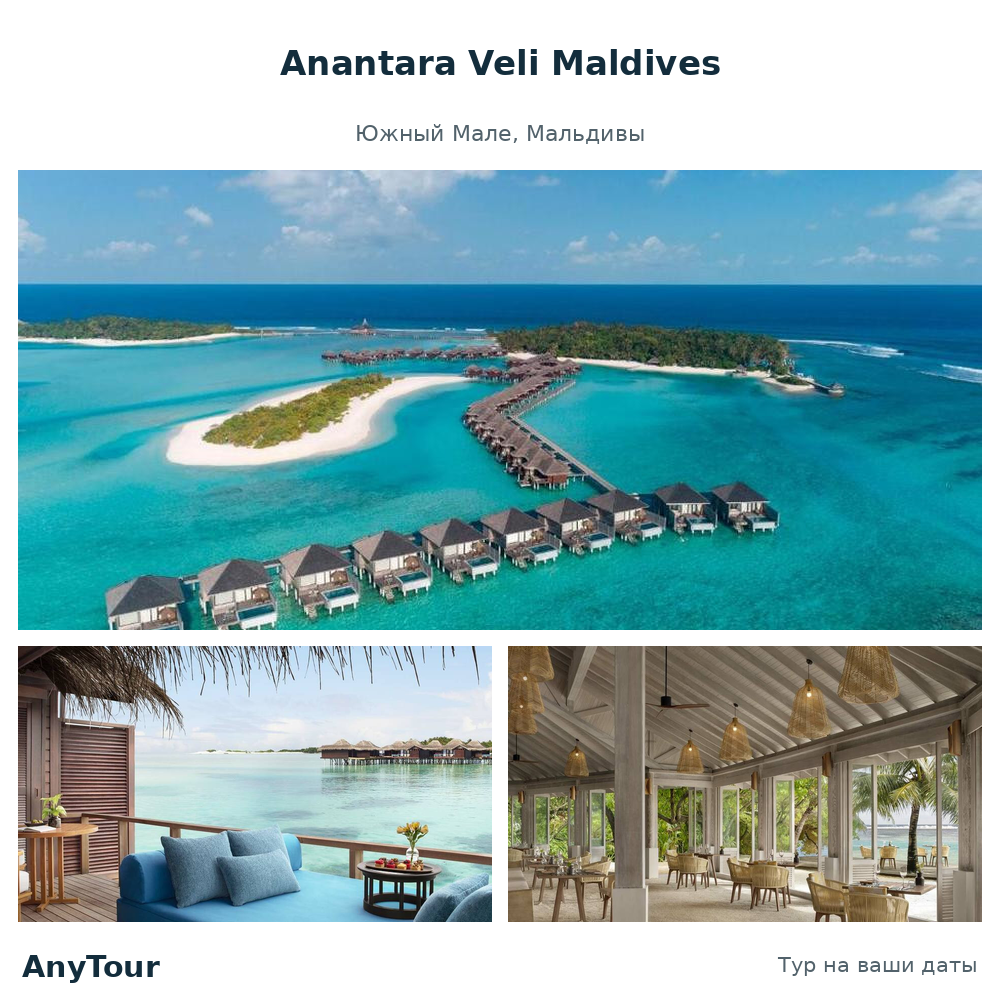 Anantara Veli Maldives
Южный Мале, Мальдивы
AnyTour
Тур на ваши даты